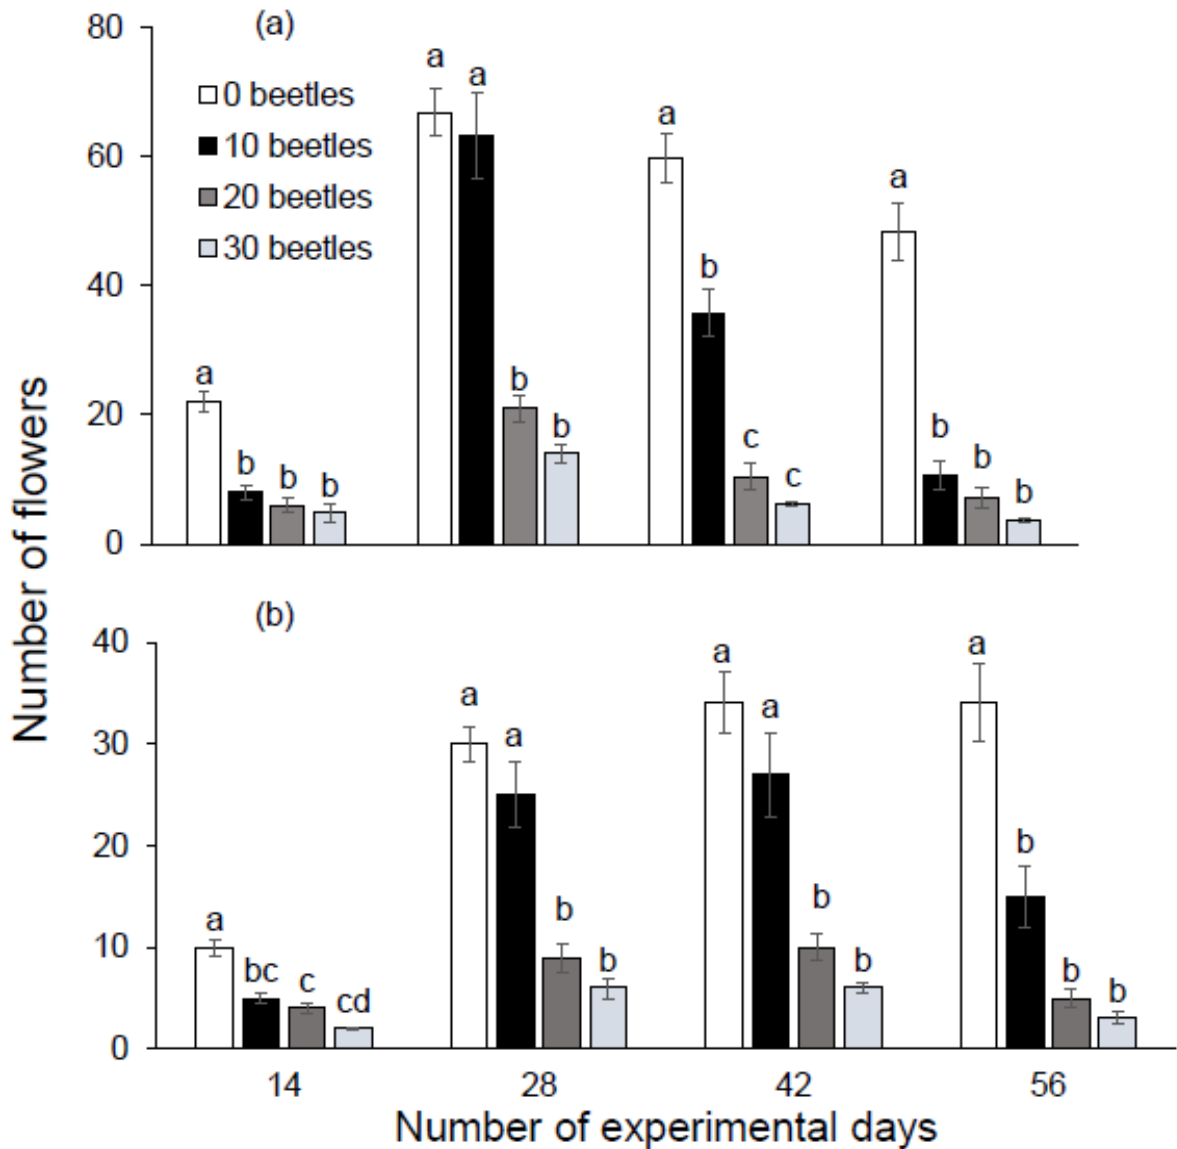 (a)
80
60
40
20
0
0 beetles
10 beetles
20 beetles
30 beetles
a
b
b
b
a
a
b
b
a
b
c
c
a
b
b
b
Number of flowers
(b)
40
30
20
10
0
a
bc
c
cd
a
a
b
b
a
a
b
b
a
b
b
b
14 28 42 56
Number of experimental days